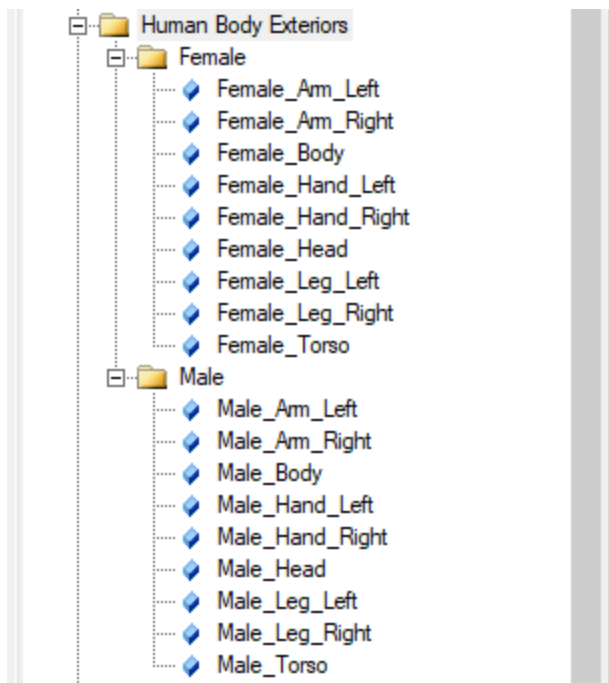 Human Body Exteriors
Female
Female_Arm_Left
Female_Arm_Right
Female_Body
Female_Hand_Left
Female_Hand_Right
Female_Head
Female_Leg_Left
Female_Leg_Right
Female_Torso
Male
Male_Arm_Left
Male_Arm_Right
Male_Body
Male_Hand_Left
Male_Hand_Right
Male_Head
Male_Leg_Left
Male_Leg_Right
Male_Torso